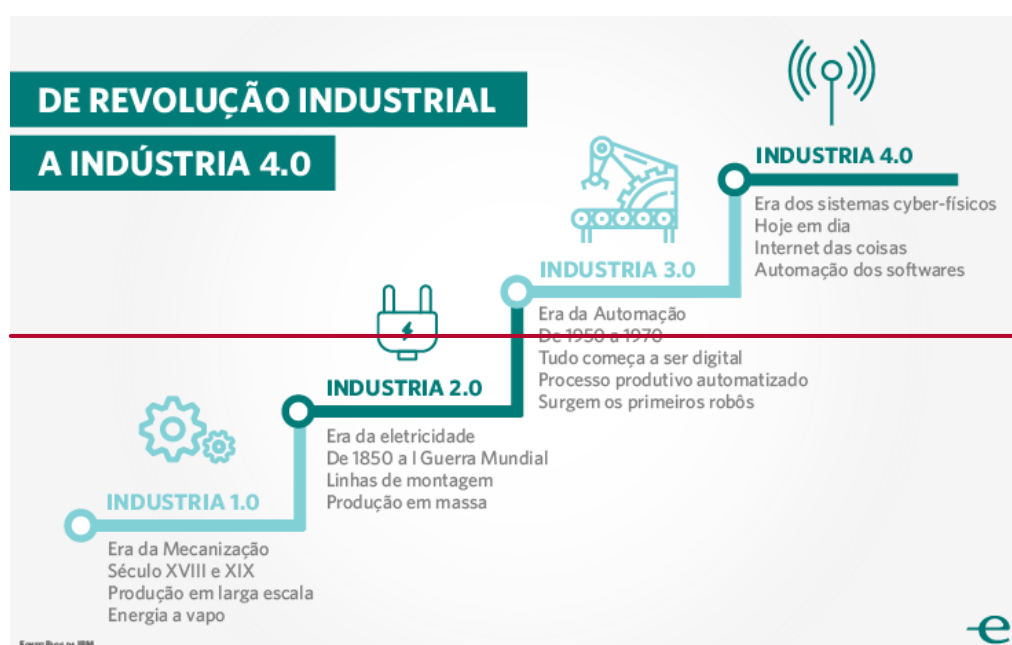 DE REVOLUÇÃO INDUSTRIAL
A INDÚSTRIA 4.0
INDUSTRIA 4.0
Era dos sistemas cyber-físicos
Hoje em dia
Internet das coisas
Automação dos softwares
INDUSTRIA 3.0
Era da Automação
De 1950 a 1970
Tudo começa a ser digital
Processo produtivo automatizado
Surgem os primeiros robôs
INDUSTRIA 2.0
Era da eletricidade
De 1850 a I Guerra Mundial
Linhas de montagem
Produção em massa
INDUSTRIA 1.0
Era da Mecanização
Século XVIII e XIX
Produção em larga escala
Energia a vapo
e